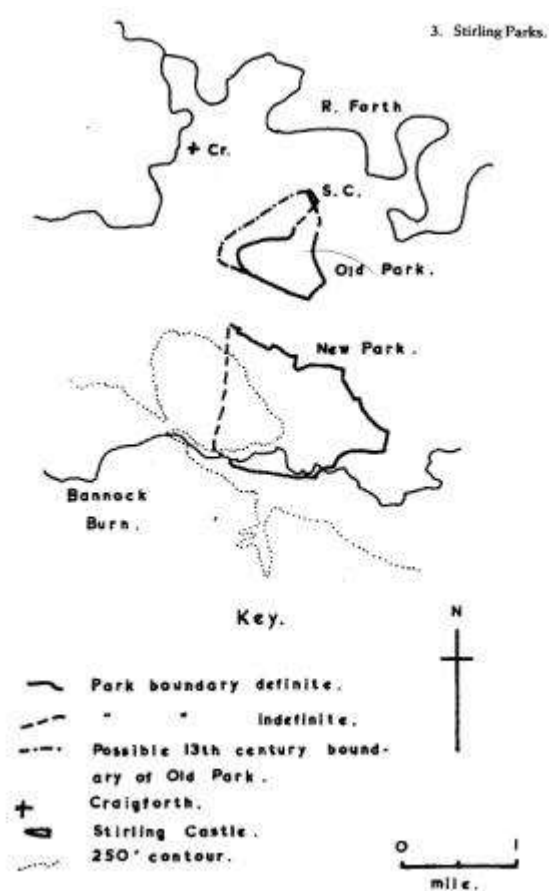 3. Stirling Parks.
R. Forth
Cr.
S.C.
Old Park.
New Park.
Bannock
Burn.
Key.
N
Park boundary definite.
" " indefinite.
Possible 13th century bound-
ary of Old Park.
Craigforth.
Stirling Castle.
250' contour.
0 1
mile.